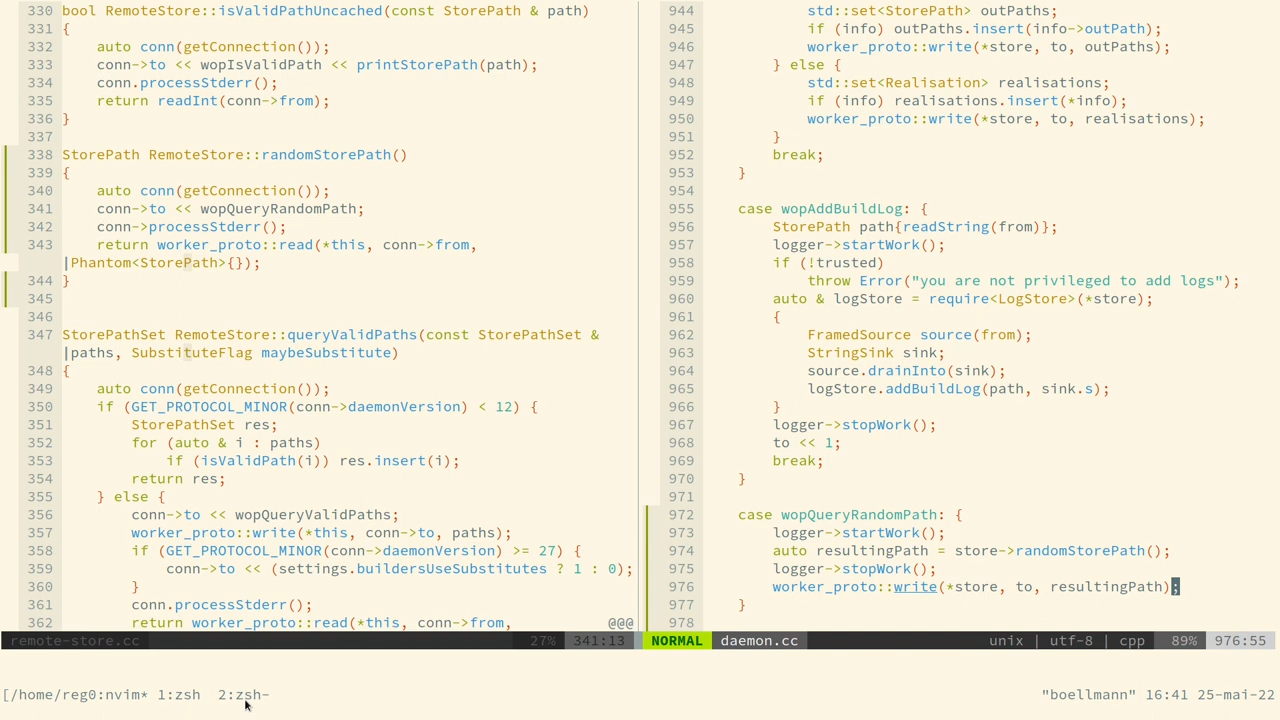 330 bool RemoteStore::isValidPathUncached(const StorePath & path)
331 {
332     auto conn(getConnection());
333     conn->to << wopIsValidPath << printStorePath(path);
334     conn.processStderr();
335     return readInt(conn->from);
336 }
337
338 StorePath RemoteStore::randomStorePath()
339 {
340     auto conn(getConnection());
341     conn->to << wopQueryRandomPath;
342     conn->processStderr();
343     return worker_proto::read(*this, conn->from,
|Phantom<StorePath>{});
344 }
345
346
347 StorePathSet RemoteStore::queryValidPaths(const StorePathSet &
|paths, SubstituteFlag maybeSubstitute)
348 {
349     auto conn(getConnection());
350     if (GET_PROTOCOL_MINOR(conn->daemonVersion) < 12) {
351         StorePathSet res;
352         for (auto & i : paths)
353             if (isValidPath(i)) res.insert(i);
354         return res;
355     } else {
356         conn->to << wopQueryValidPaths;
357         worker_proto::write(*this, conn->to, paths);
358         if (GET_PROTOCOL_MINOR(conn->daemonVersion) >= 27) {
359             conn->to << (settings.buildersUseSubstitutes ? 1 : 0);
360         }
361         conn.processStderr();
362         return worker_proto::read(*this, conn->from, @@@
remote-store.cc 27% 341:13
944             std::set<StorePath> outPaths;
945             if (info) outPaths.insert(info->outPath);
946             worker_proto::write(*store, to, outPaths);
947         } else {
948             std::set<Realisation> realisations;
949             if (info) realisations.insert(*info);
950             worker_proto::write(*store, to, realisations);
951         }
952         break;
953     }
954
955     case wopAddBuildLog: {
956         StorePath path{readString(from)};
957         logger->startWork();
958         if (!trusted)
959             throw Error("you are not privileged to add logs");
960         auto & logStore = require<LogStore>(*store);
961         {
962             FramedSource source(from);
963             StringSink sink;
964             source.drainInto(sink);
965             logStore.addBuildLog(path, sink.s);
966         }
967         logger->stopWork();
968         to << 1;
969         break;
970     }
971
972     case wopQueryRandomPath: {
973         logger->startWork();
974         auto resultingPath = store->randomStorePath();
975         logger->stopWork();
976         worker_proto::write(*store, to, resultingPath);
977     }
978
NORMAL daemon.cc unix | utf-8 | cpp 89% 976:55
[/home/reg0:nvim* 1:zsh 2:zsh- "boellmann" 16:41 25-mai-22